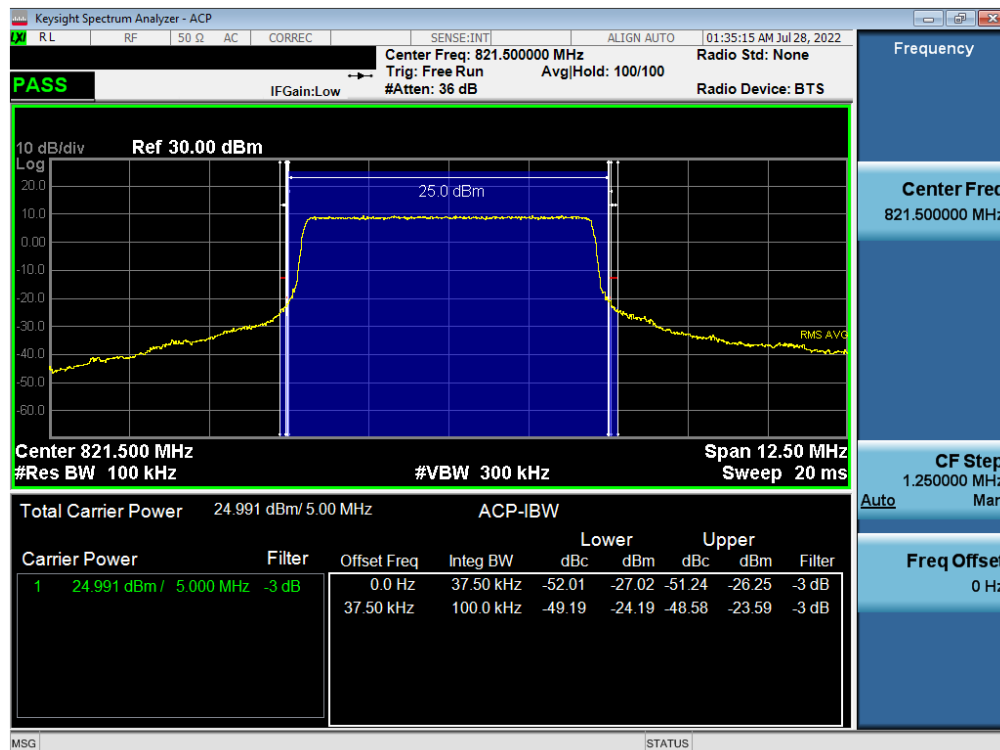 Keysight Spectrum Analyzer - ACP
LXI RL RF 50 Ω AC CORREC SENSE:INT ALIGN AUTO 01:35:15 AM Jul 28, 2022
Center Freq: 821.500000 MHz Radio Std: None
Trig: Free Run Avg|Hold: 100/100
PASS IFGain:Low #Atten: 36 dB Radio Device: BTS
10 dB/div Ref 30.00 dBm
Log
20.0
25.0 dBm
10.0
0.00
-10.0
-20.0
-30.0
RMS AVG
-40.0
-50.0
-60.0
Center 821.500 MHz Span 12.50 MHz
#Res BW 100 kHz #VBW 300 kHz Sweep 20 ms
Total Carrier Power 24.991 dBm/ 5.00 MHz ACP-IBW
Lower Upper
Carrier Power Filter Offset Freq Integ BW dBc dBm dBc dBm Filter
1 24.991 dBm / 5.000 MHz -3 dB 0.0 Hz 37.50 kHz -52.01 -27.02 -51.24 -26.25 -3 dB
37.50 kHz 100.0 kHz -49.19 -24.19 -48.58 -23.59 -3 dB
MSG STATUS
Frequency
Center Freq
821.500000 MHz
CF Step
1.250000 MHz
Auto Man
Freq Offset
0 Hz